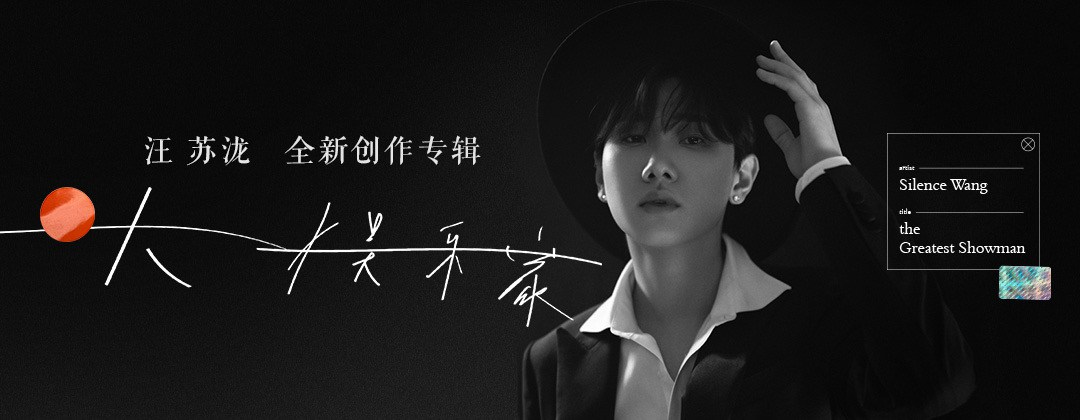 汪苏泷 全新创作专辑
大娱乐家
artist
Silence Wang
title
the
Greatest Showman